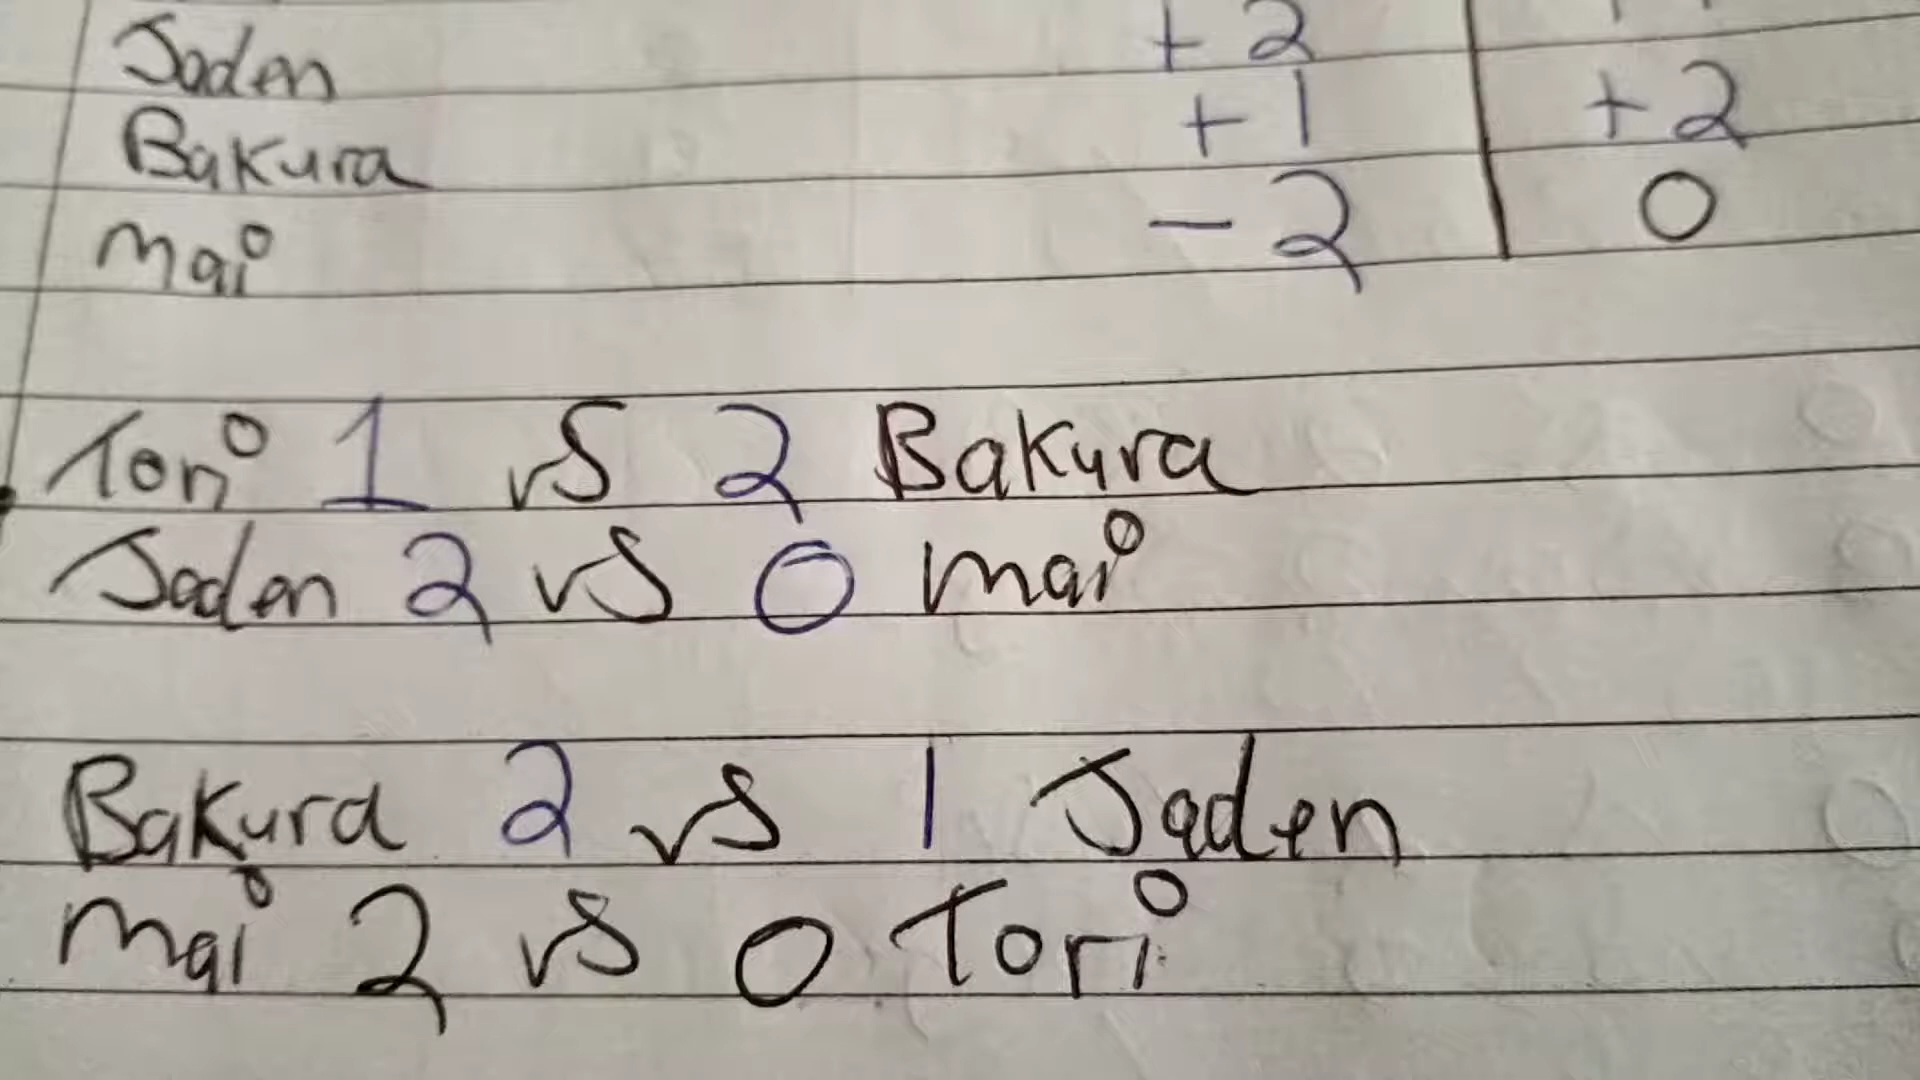 Jaden +2
Bakura +1 +2
Mai -2 0
Tori 1 vs 2 Bakura
Jaden 2 vs 0 Mai
Bakura 2 vs 1 Jaden
Mai 2 vs 0 Tori